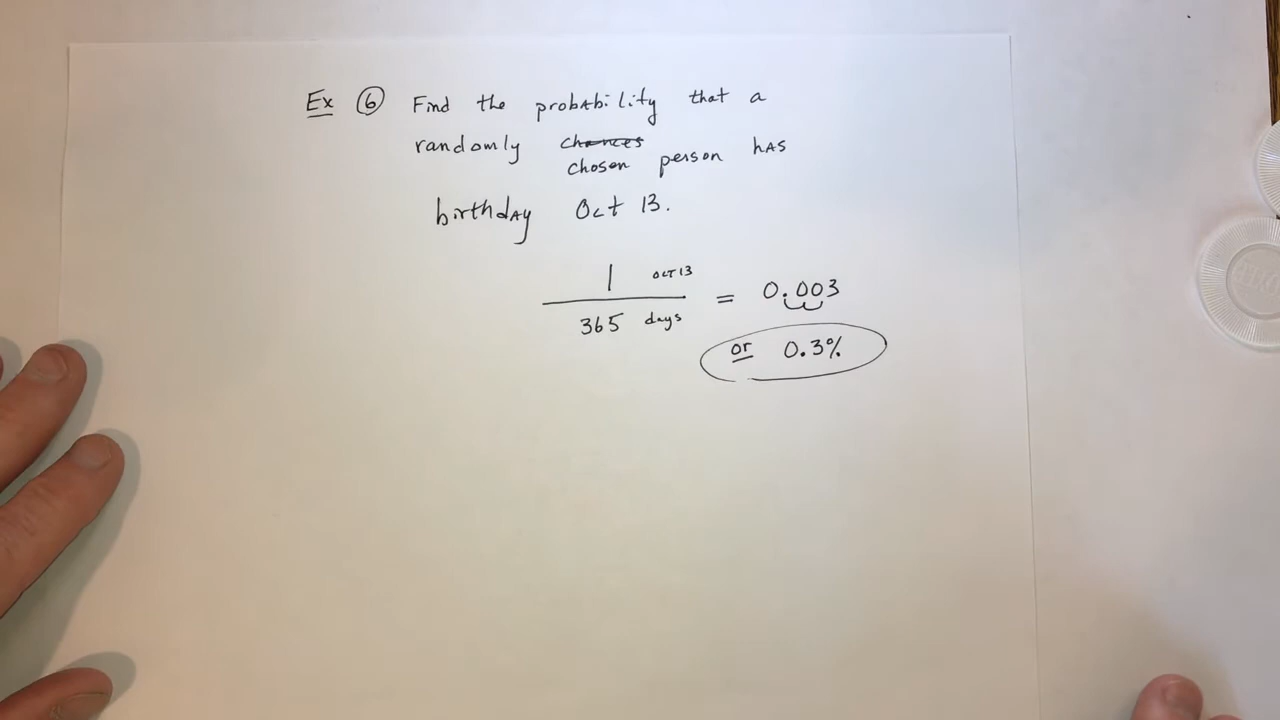 Ex 6 Find the probability that a
randomly chances
chosen person has
birthday Oct 13.
1 OCT 13
365 days
= 0.003
or 0.3%